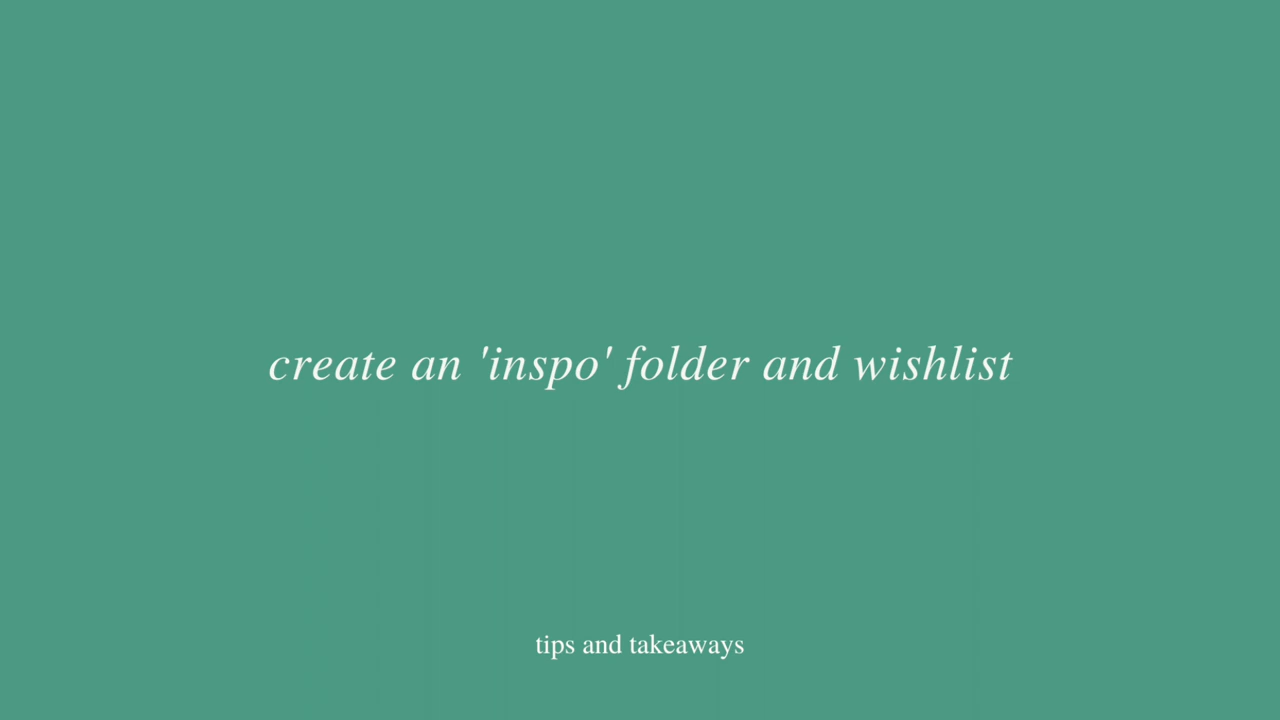 create an 'inspo' folder and wishlist
tips and takeaways